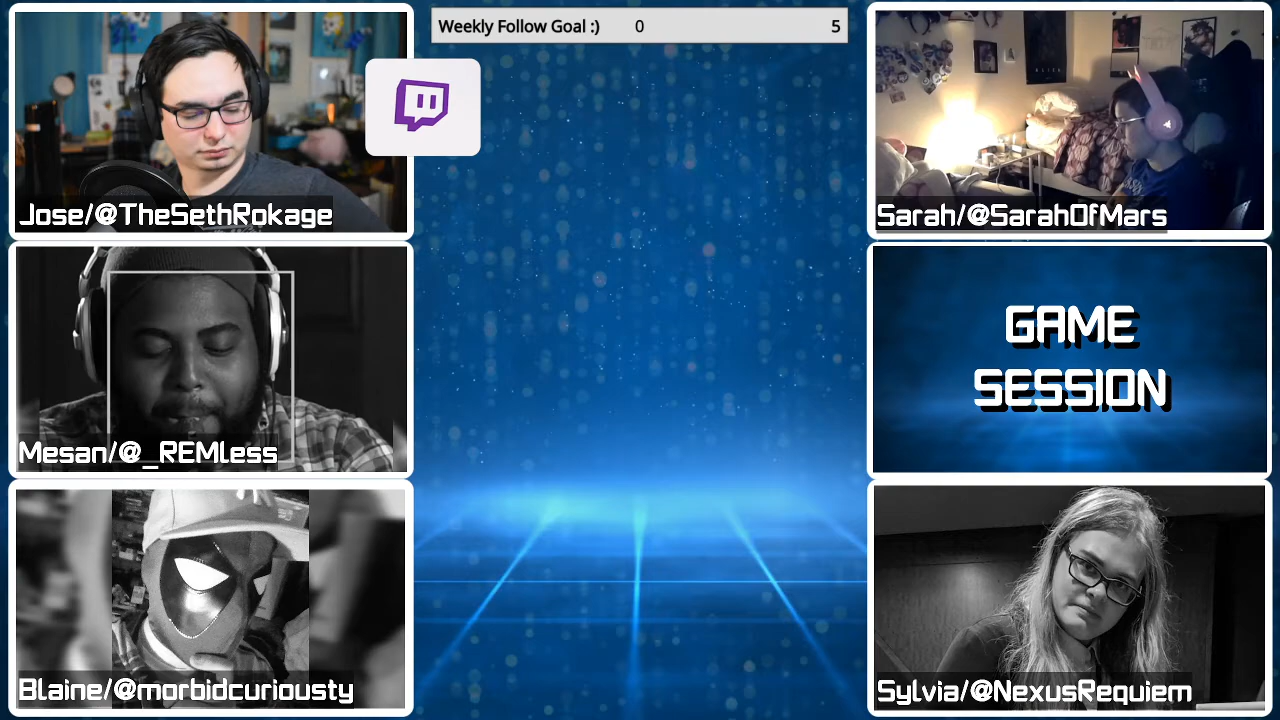 Weekly Follow Goal :) 0 5
Jose/@TheSethRokage
Sarah/@SarahOfMars
Mesan/@_REMless
GAME
SESSION
Blaine/@morbidcuriousty
Sylvia/@NexusRequiem